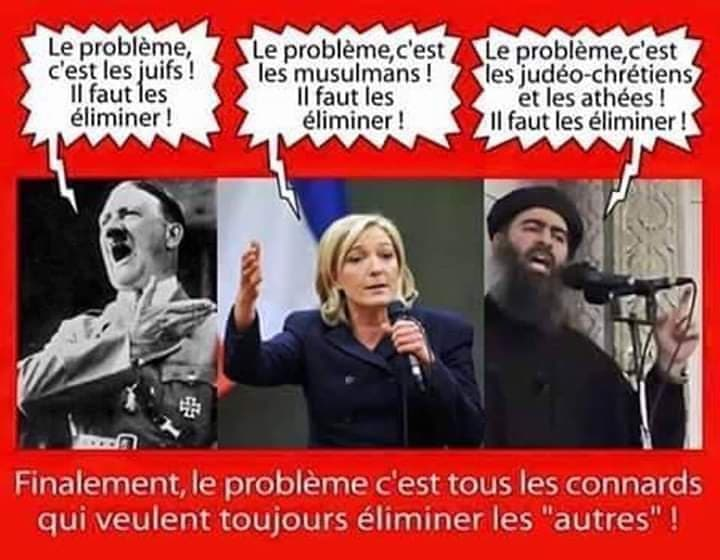 Le problème,
c'est les juifs !
Il faut les
éliminer !
Le problème,c'est
les musulmans !
Il faut les
éliminer !
Le problème,c'est
les judéo-chrétiens
et les athées !
Il faut les éliminer !
Finalement, le problème c'est tous les connards
qui veulent toujours éliminer les "autres" !